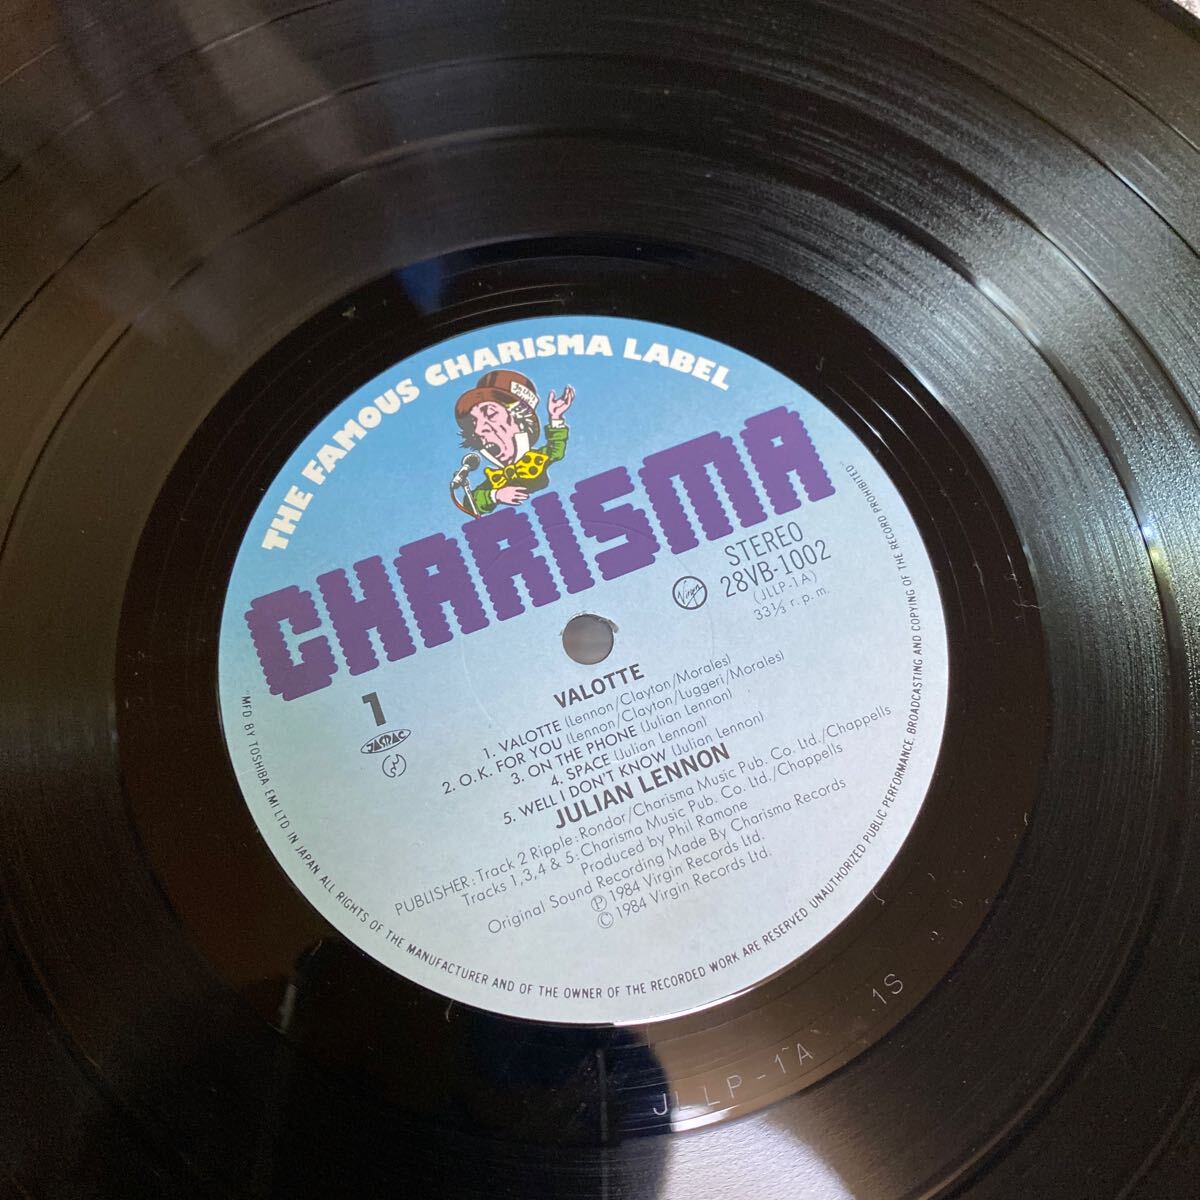 THE FAMOUS CHARISMA LABEL
CHARISMA
STEREO
28VB-1002
(JLLP-1A)
33⅓ r.p.m.
Virgin
1
JASRAC
VALOTTE
1. VALOTTE (Lennon/Clayton/Morales)
2. O.K. FOR YOU (Lennon/Clayton/Luggeri/Morales)
3. ON THE PHONE (Julian Lennon)
4. SPACE (Julian Lennon)
5. WELL I DON'T KNOW (Julian Lennon)
JULIAN LENNON
PUBLISHER: Track 2 Ripple: Rondar/Charisma Music Pub. Co. Ltd./Chappells
Tracks 1,3,4 & 5: Charisma Music Pub. Co. Ltd./Chappells
Produced by Phil Ramone
Original Sound Recording Made By Charisma Records
Ⓟ 1984 Virgin Records Ltd.
© 1984 Virgin Records Ltd.
MFD BY TOSHIBA EMI LTD IN JAPAN ALL RIGHTS OF THE MANUFACTURER AND OF THE OWNER OF THE RECORDED WORK ARE RESERVED. UNAUTHORIZED PUBLIC PERFORMANCE. BROADCASTING AND COPYING OF THE RECORD PROHIBITED
JLLP-1A 1S